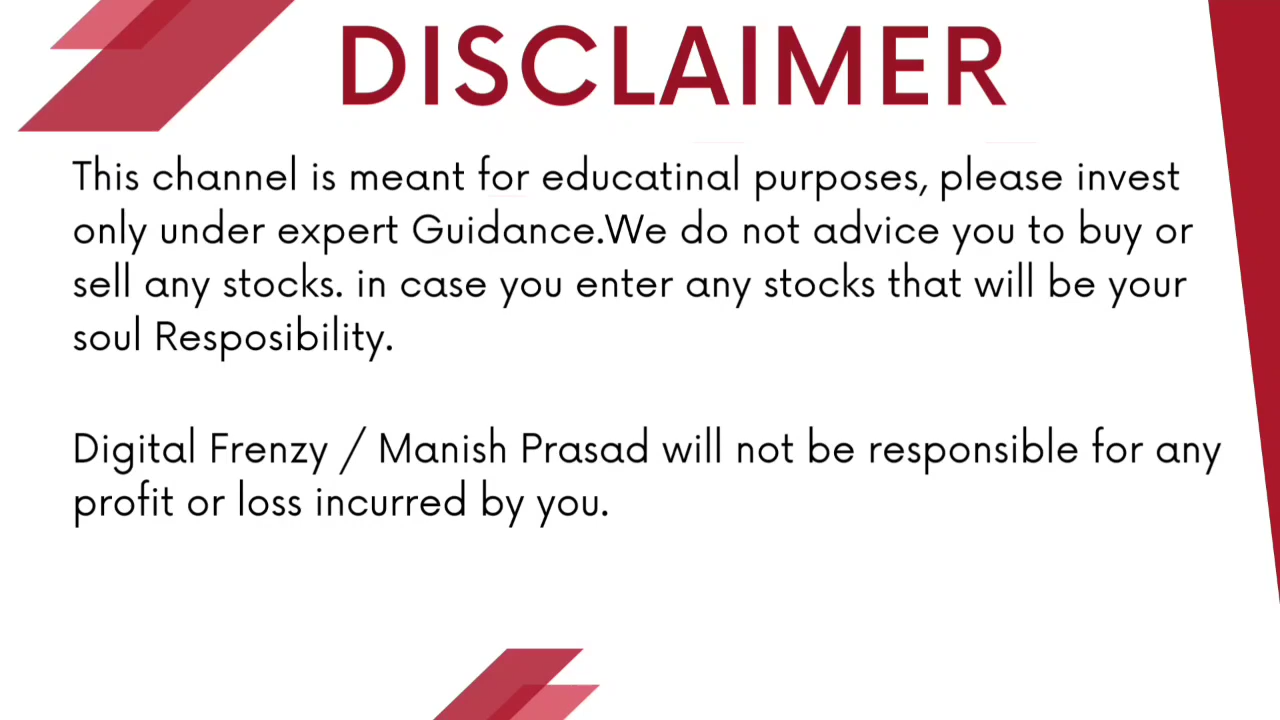 DISCLAIMER
This channel is meant for educatinal purposes, please invest
only under expert Guidance.We do not advice you to buy or
sell any stocks. in case you enter any stocks that will be your
soul Resposibility.
Digital Frenzy / Manish Prasad will not be responsible for any
profit or loss incurred by you.